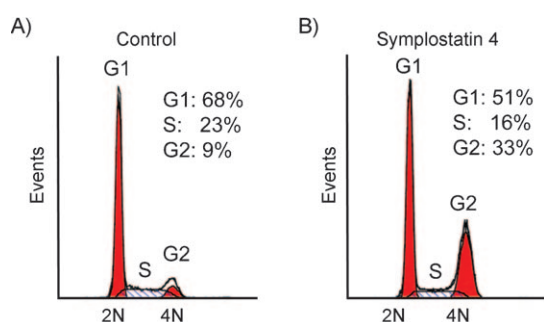 A)
Control
G1
G1: 68%
S: 23%
G2: 9%
Events
S
G2
2N
4N
B)
Symplostatin 4
G1
G1: 51%
S: 16%
G2: 33%
Events
G2
S
2N
4N